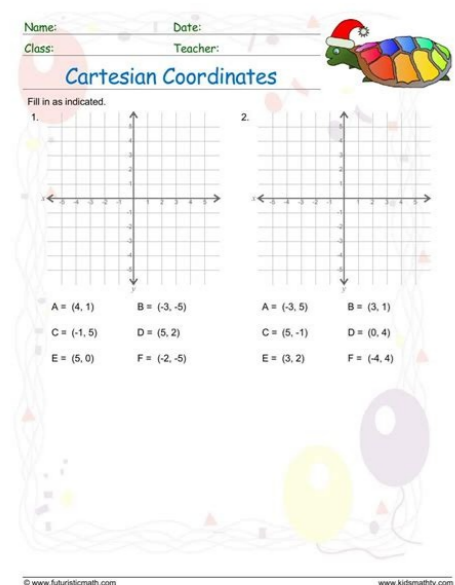 Name: Date:
Class: Teacher:
Cartesian Coordinates
Fill in as indicated.
1. 2.
A = (4, 1) B = (-3, -5) A = (-3, 5) B = (3, 1)
C = (-1, 5) D = (5, 2) C = (5, -1) D = (0, 4)
E = (5, 0) F = (-2, -5) E = (3, 2) F = (-4, 4)
© www.futuristicmath.com www.kidsmathtv.com